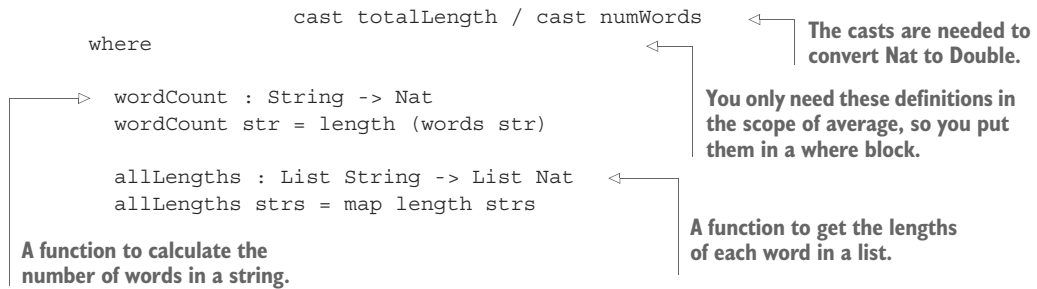 cast totalLength / cast numWords
The casts are needed to
convert Nat to Double.
where
You only need these definitions in
the scope of average, so you put
them in a where block.
wordCount : String -> Nat
wordCount str = length (words str)
allLengths : List String -> List Nat
allLengths strs = map length strs
A function to get the lengths
of each word in a list.
A function to calculate the
number of words in a string.